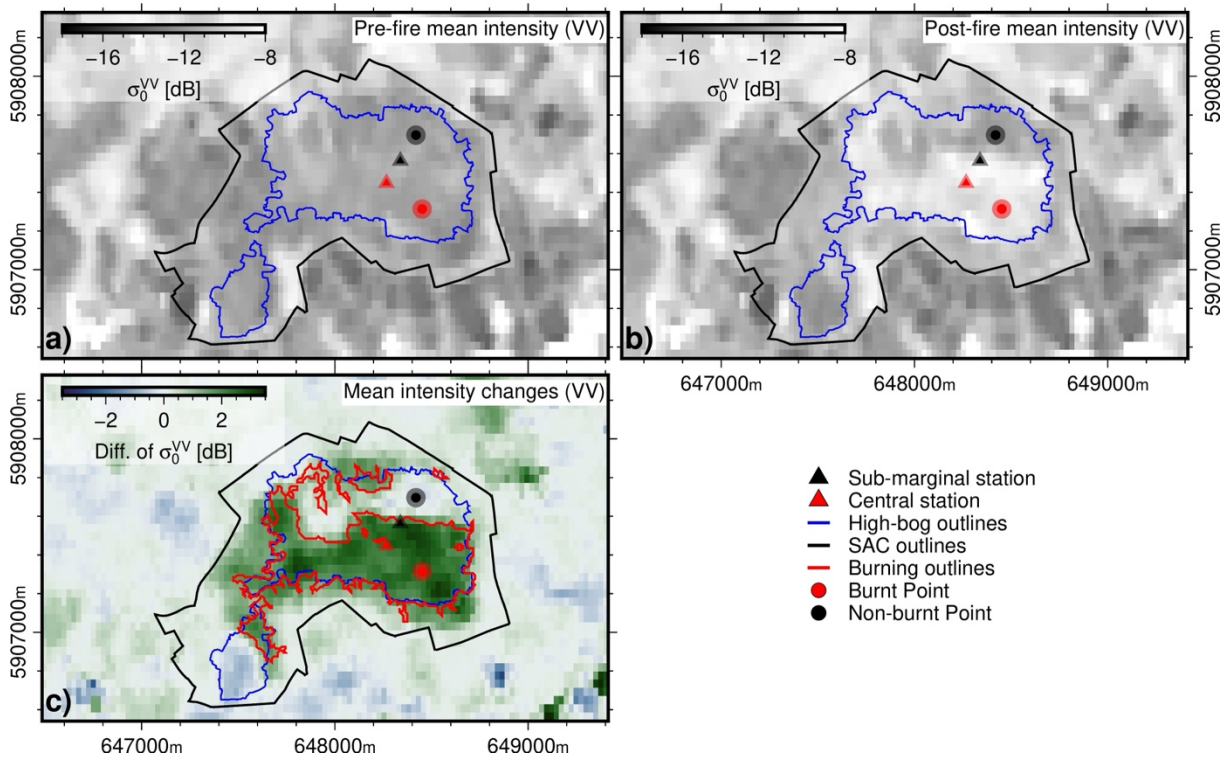 Pre-fire mean intensity (VV)
−16 −12 −8
σ₀ⱽⱽ [dB]
a)
5908000m
5907000m
Post-fire mean intensity (VV)
−16 −12 −8
σ₀ⱽⱽ [dB]
b)
5908000m
5907000m
647000m 648000m 649000m
Mean intensity changes (VV)
−2 0 2
Diff. of σ₀ⱽⱽ [dB]
c)
5908000m
5907000m
647000m 648000m 649000m
Sub-marginal station
Central station
High-bog outlines
SAC outlines
Burning outlines
Burnt Point
Non-burnt Point